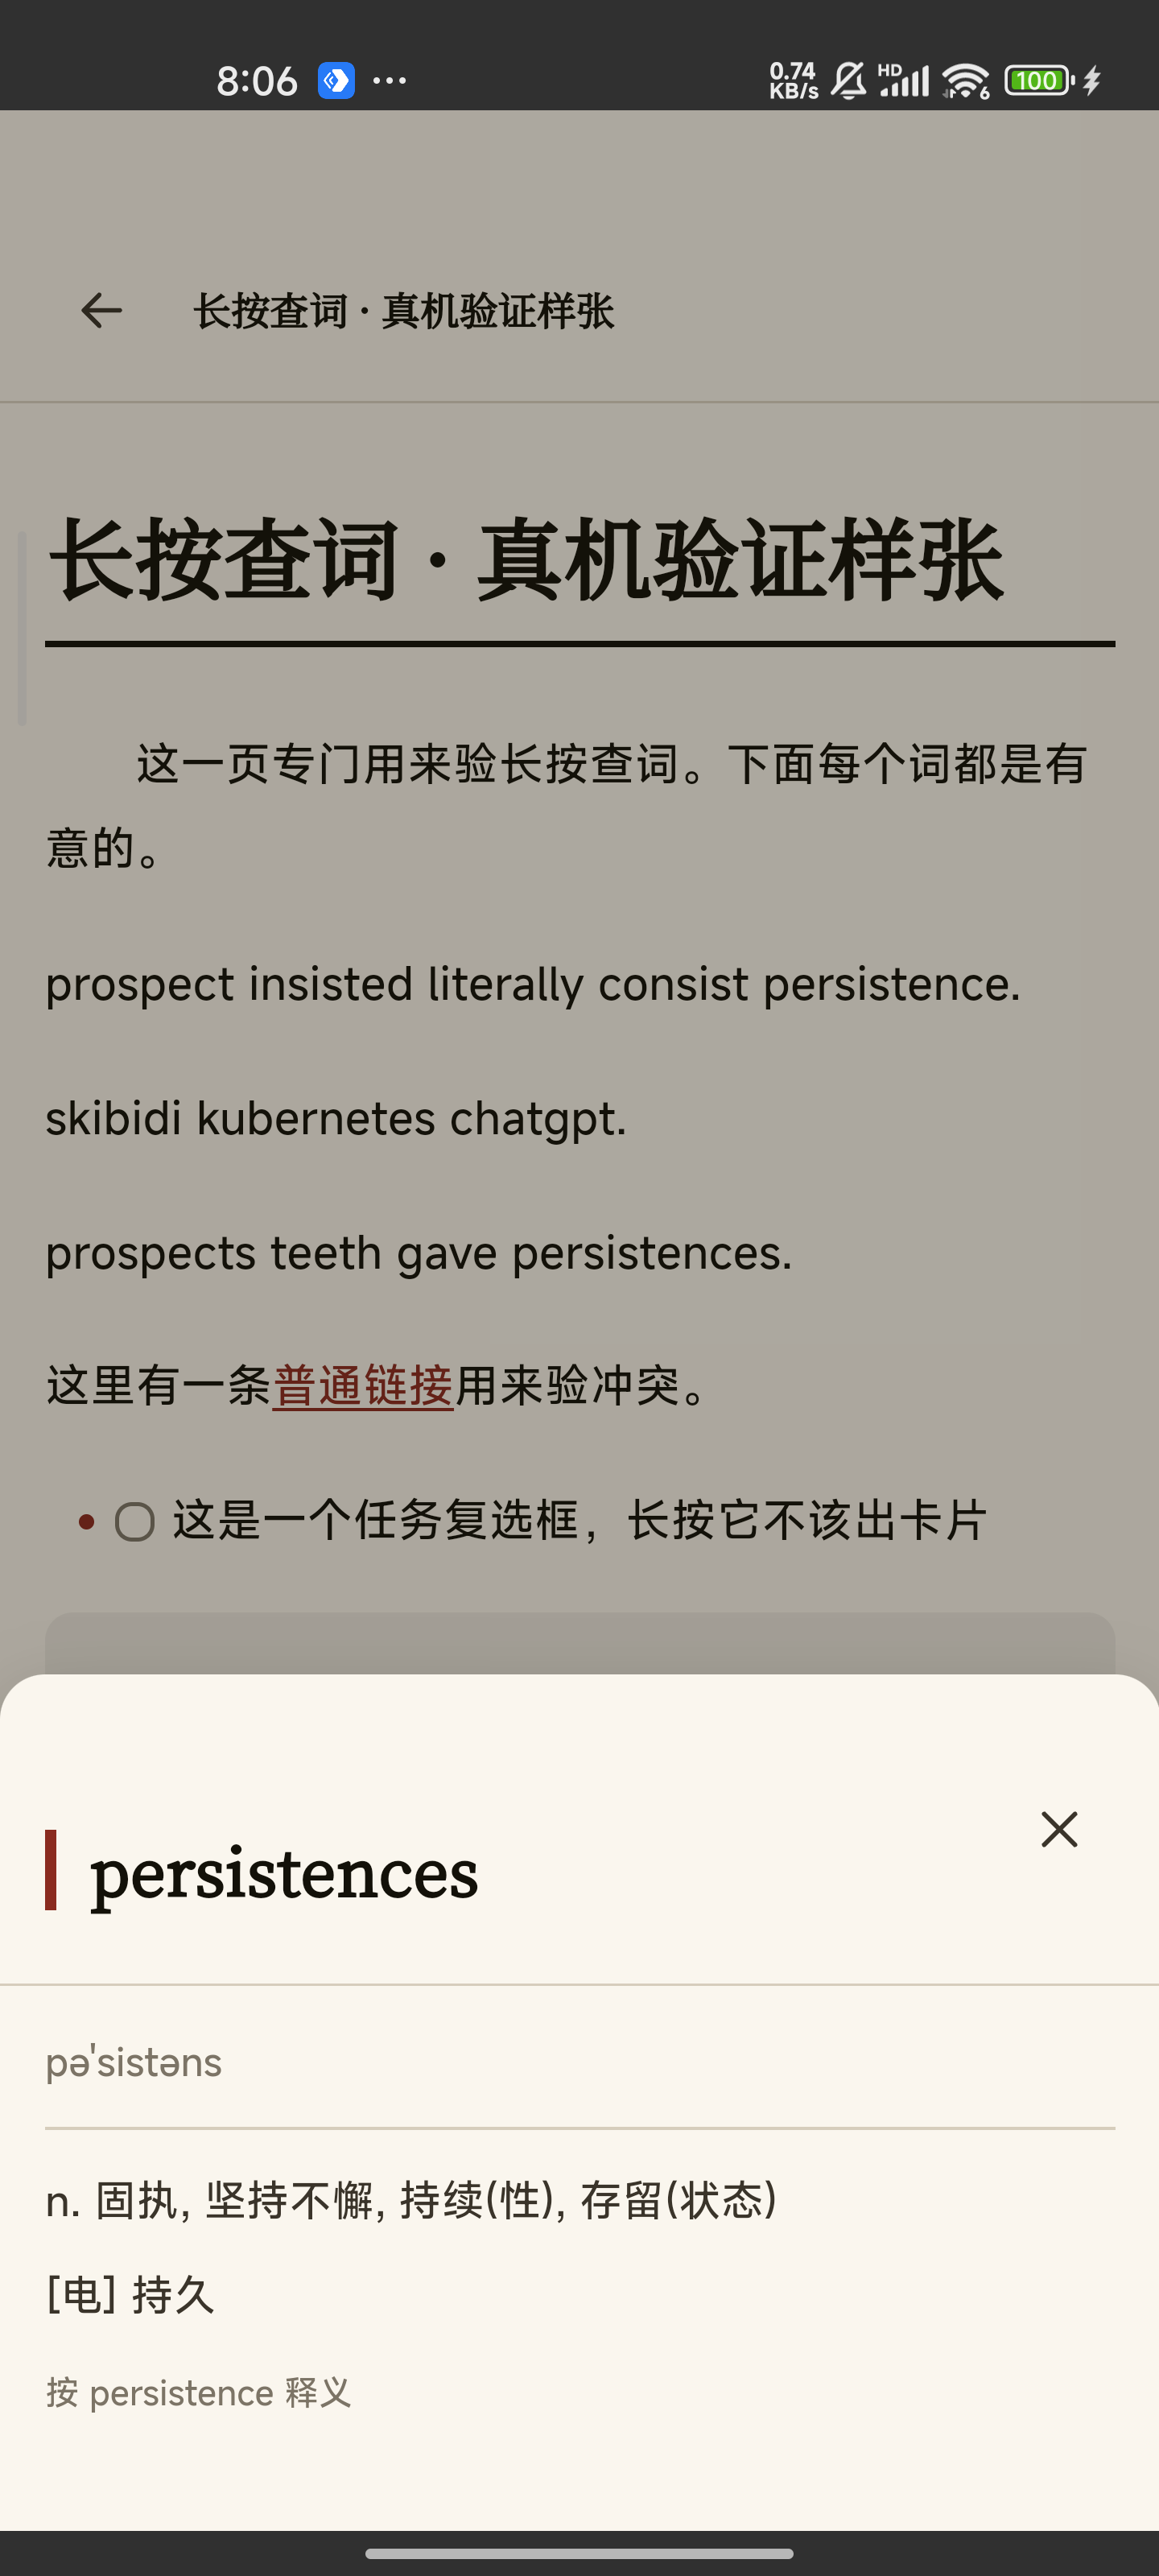 8:06
0.74
KB/s
HD
6
100
长按查词 · 真机验证样张
长按查词 · 真机验证样张
这一页专门用来验长按查词。下面每个词都是有
意的。
prospect insisted literally consist persistence.
skibidi kubernetes chatgpt.
prospects teeth gave persistences.
这里有一条普通链接用来验冲突。
这是一个任务复选框，长按它不该出卡片
persistences
pə'sistəns
n. 固执, 坚持不懈, 持续(性), 存留(状态)
[电] 持久
按 persistence 释义